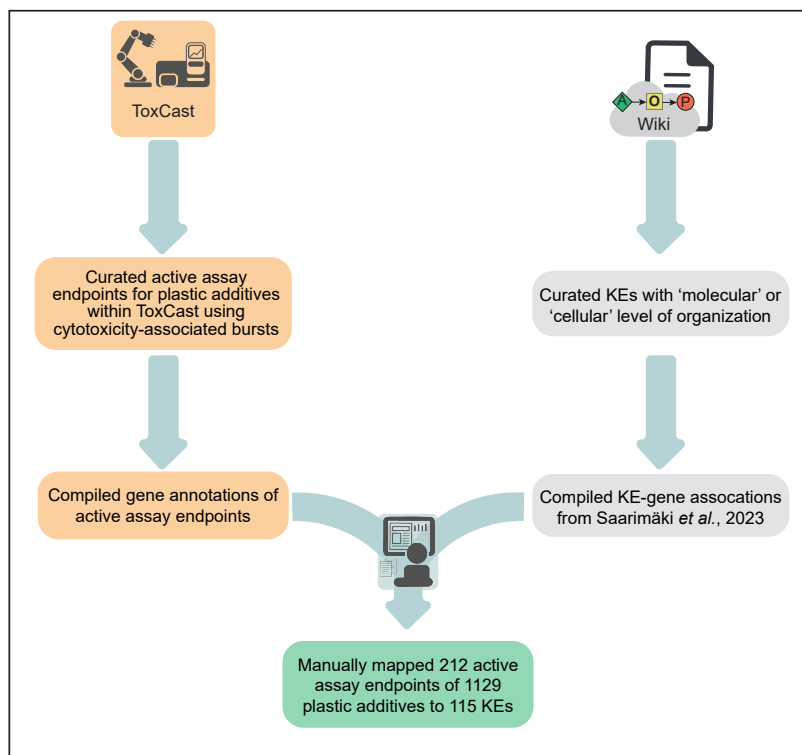 ToxCast
A O P
Wiki
Curated active assay
endpoints for plastic additives
within ToxCast using
cytotoxicity-associated bursts
Curated KEs with ‘molecular’ or
‘cellular’ level of organization
Compiled gene annotations of
active assay endpoints
Compiled KE-gene assocations
from Saarimäki et al., 2023
Manually mapped 212 active
assay endpoints of 1129
plastic additives to 115 KEs